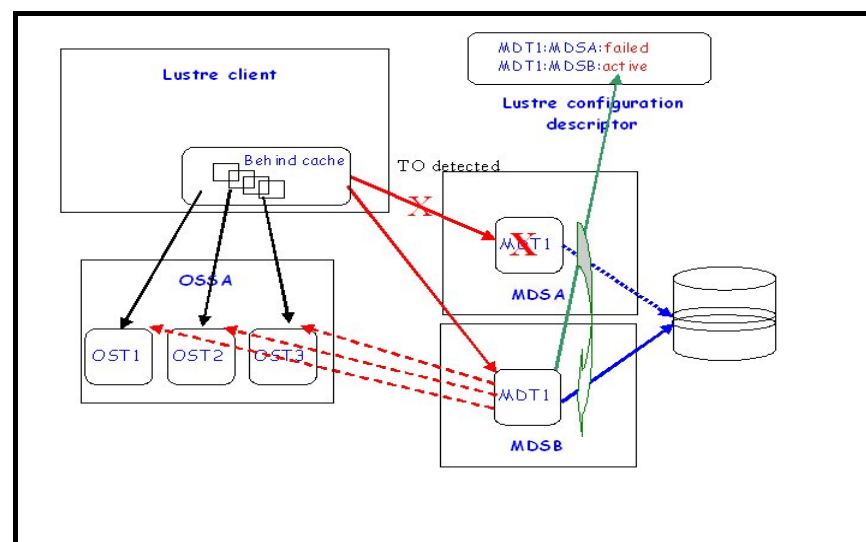 MDT1:MDSA:failed
MDT1:MDSB:active
Lustre client
Lustre configuration
descriptor
Behind cache
TO detected
X
MDT1
X
MDSA
OSSA
OST1
OST2
OST3
MDT1
MDSB